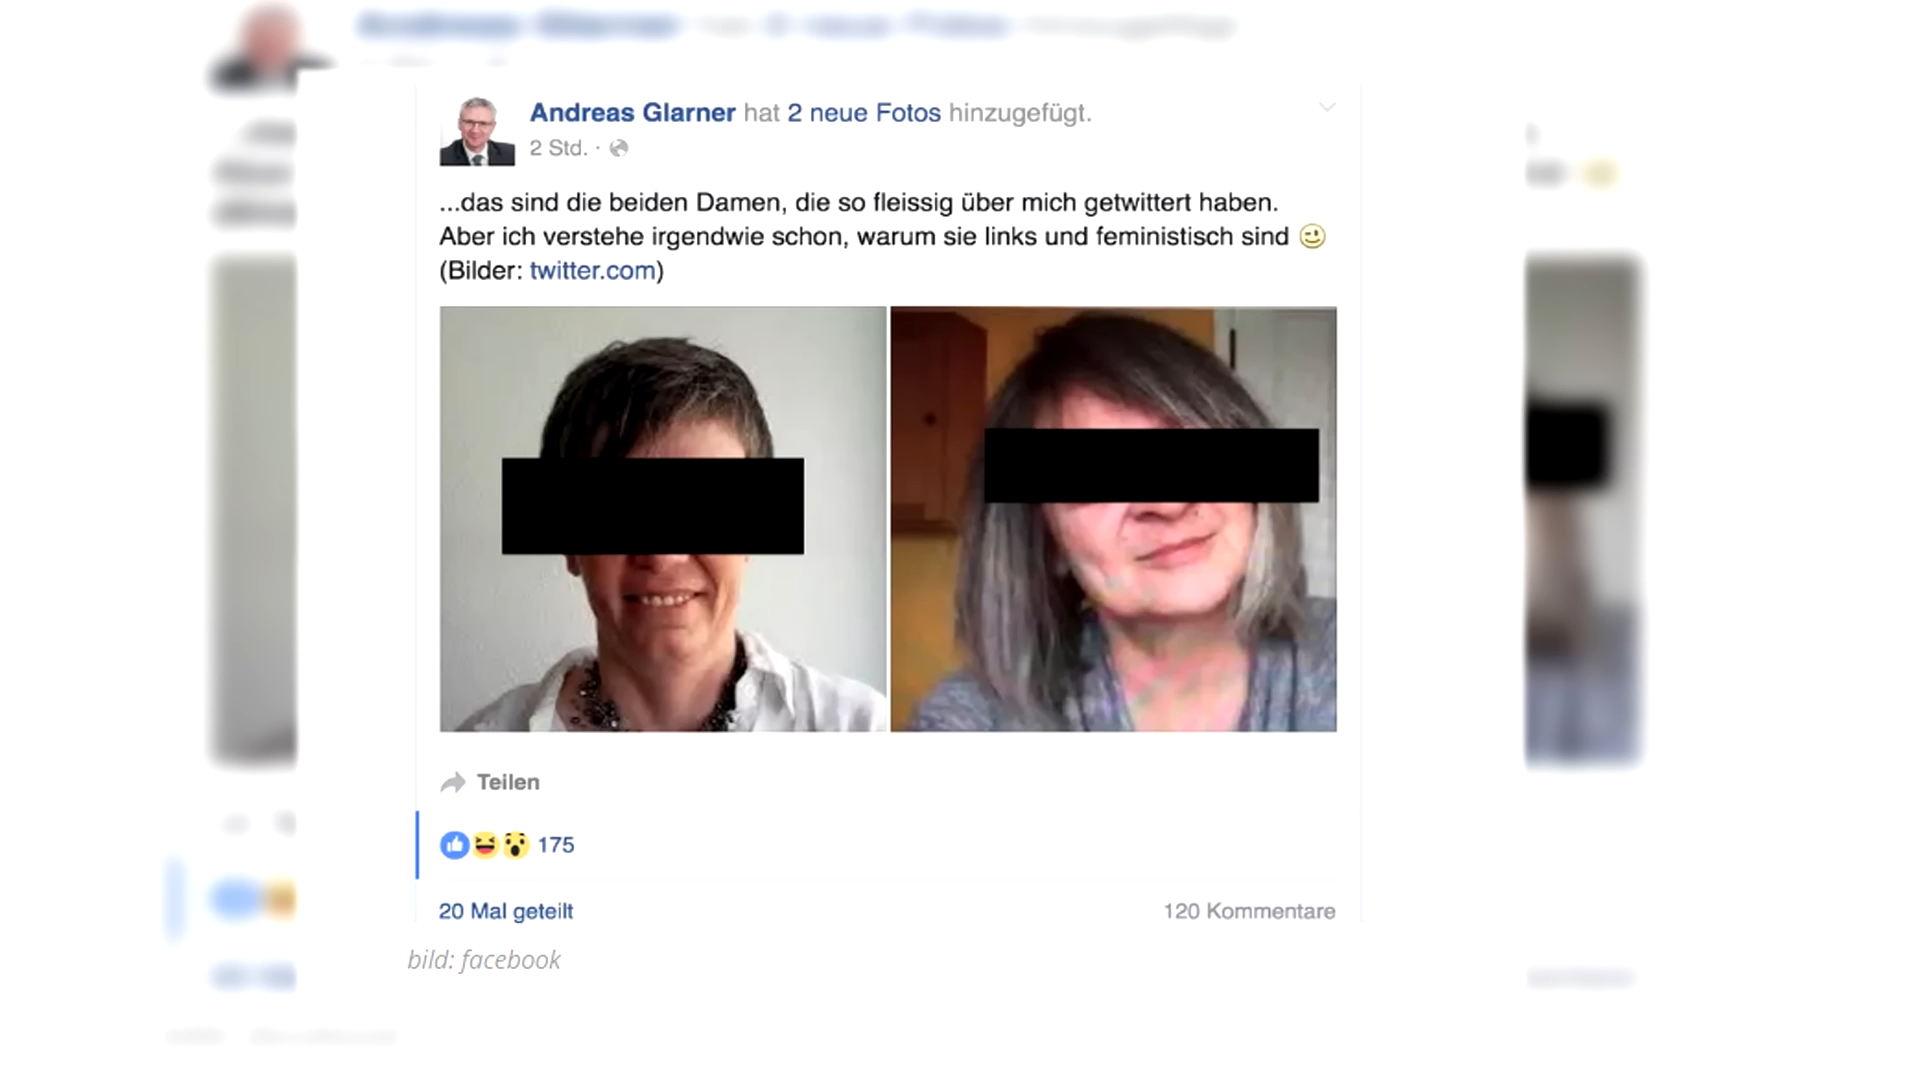 Andreas Glarner hat 2 neue Fotos hinzugefügt.
2 Std.
...das sind die beiden Damen, die so fleissig über mich getwittert haben.
Aber ich verstehe irgendwie schon, warum sie links und feministisch sind
(Bilder: twitter.com)
Teilen
175
20 Mal geteilt
120 Kommentare
bild: facebook